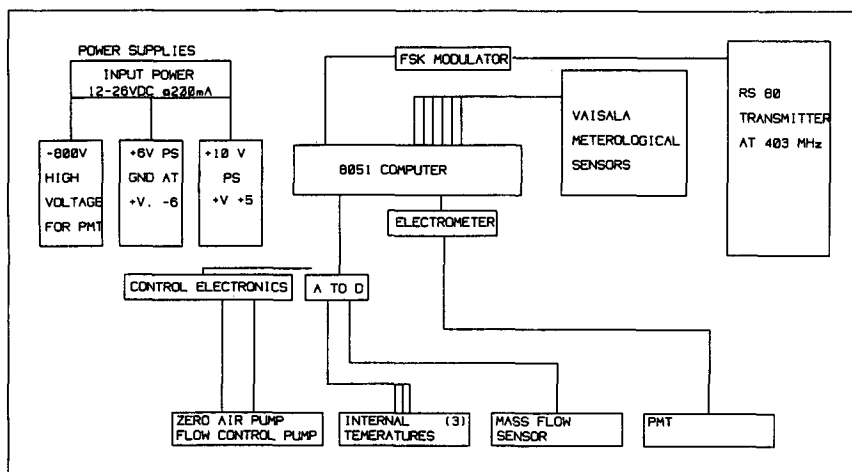 POWER SUPPLIES
INPUT POWER
12-26VDC @200mA
-800V
HIGH
VOLTAGE
FOR PMT
+6V PS
GND AT
+V. -6
+10 V
PS
+V +5
FSK MODULATOR
8051 COMPUTER
VAISALA
METEROLOGICAL
SENSORS
RS 80
TRANSMITTER
AT 403 MHz
ELECTROMETER
CONTROL ELECTRONICS
A TO D
ZERO AIR PUMP
FLOW CONTROL PUMP
INTERNAL (3)
TEMERATURES
MASS FLOW
SENSOR
PMT